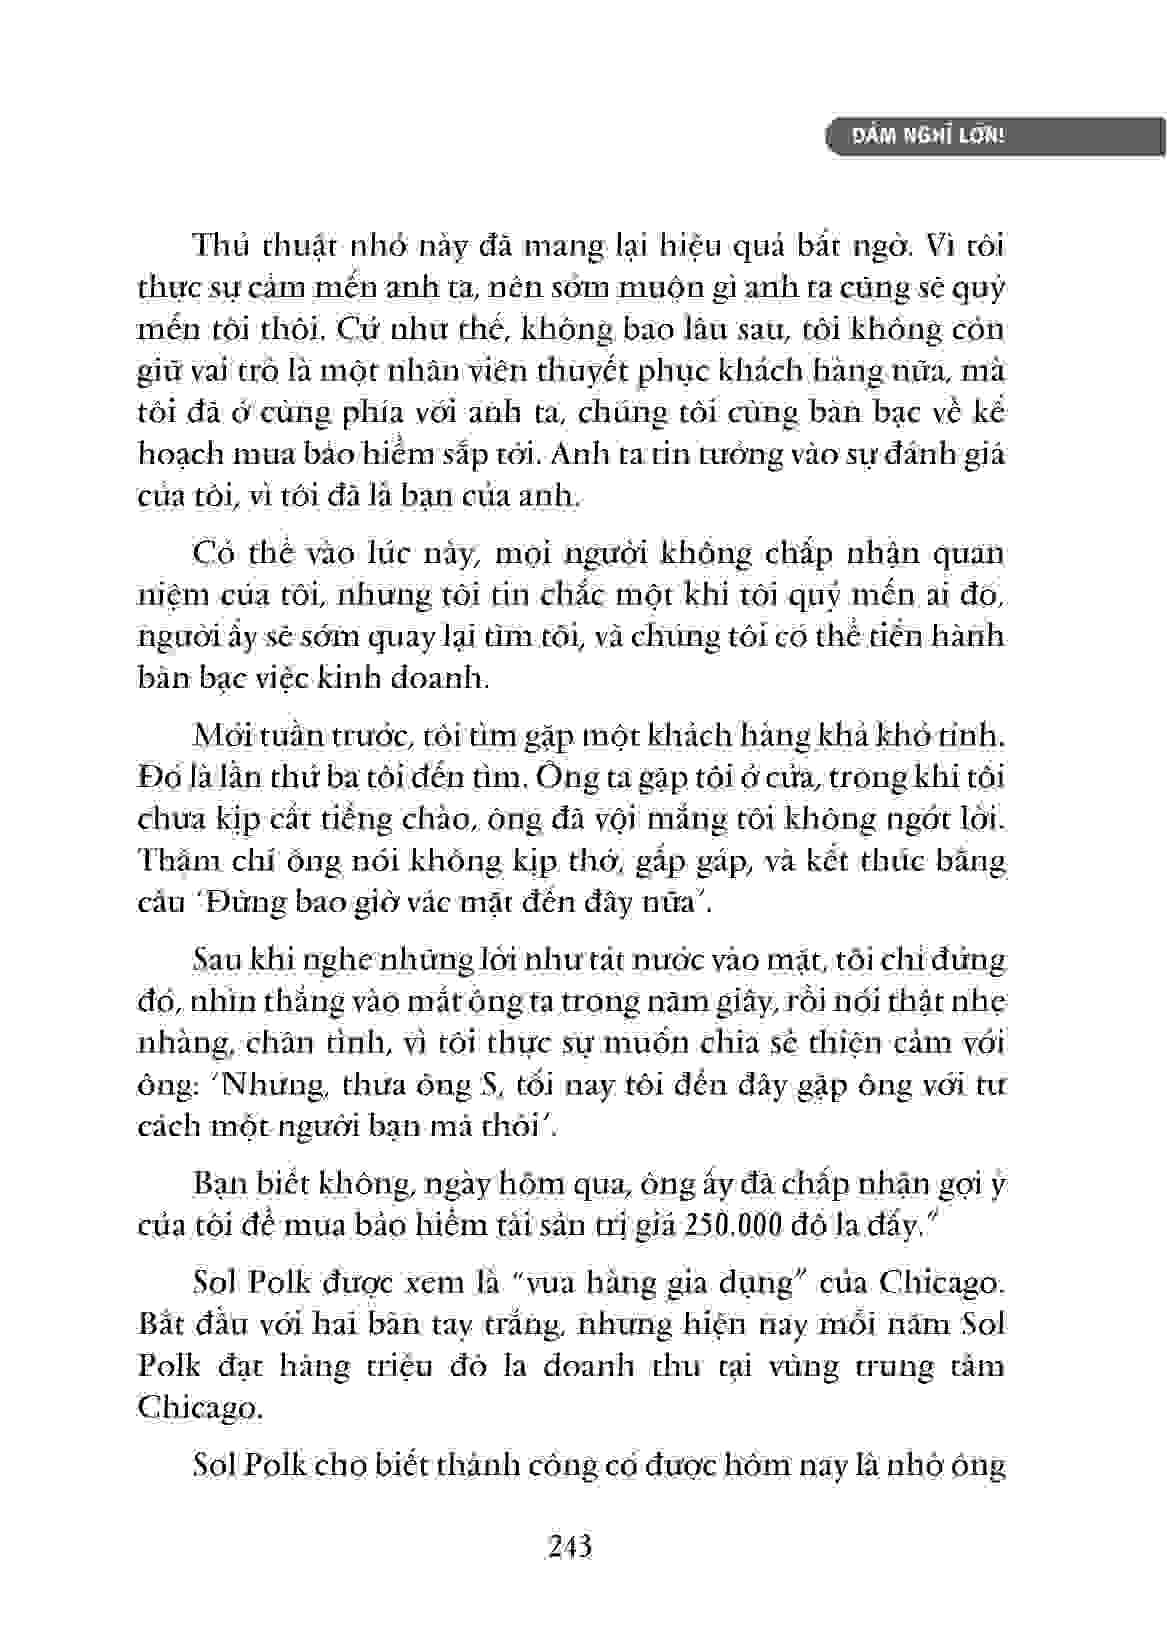 DÁM NGHĨ LỚN!
Thủ thuật nhỏ này đã mang lại hiệu quả bất ngờ. Vì tôi
thực sự cảm mến anh ta, nên sớm muộn gì anh ta cũng sẽ quý
mến tôi thôi. Cứ như thế, không bao lâu sau, tôi không còn
giữ vai trò là một nhân viên thuyết phục khách hàng nữa, mà
tôi đã ở cùng phía với anh ta, chúng tôi cùng bàn bạc về kế
hoạch mua bảo hiểm sắp tới. Anh ta tin tưởng vào sự đánh giá
của tôi, vì tôi đã là bạn của anh.
Có thể vào lúc này, mọi người không chấp nhận quan
niệm của tôi, nhưng tôi tin chắc một khi tôi quý mến ai đó,
người ấy sẽ sớm quay lại tìm tôi, và chúng tôi có thể tiến hành
bàn bạc việc kinh doanh.
Mới tuần trước, tôi tìm gặp một khách hàng khá khó tính.
Đó là lần thứ ba tôi đến tìm. Ông ta gặp tôi ở cửa, trong khi tôi
chưa kịp cất tiếng chào, ông đã vội mắng tôi không ngớt lời.
Thậm chí ông nói không kịp thở, gấp gáp, và kết thúc bằng
câu ‘Đừng bao giờ vác mặt đến đây nữa’.
Sau khi nghe những lời như tát nước vào mặt, tôi chỉ đứng
đó, nhìn thẳng vào mắt ông ta trong năm giây, rồi nói thật nhẹ
nhàng, chân tình, vì tôi thực sự muốn chia sẻ thiện cảm với
ông: ‘Nhưng, thưa ông S, tối nay tôi đến đây gặp ông với tư
cách một người bạn mà thôi’.
Bạn biết không, ngày hôm qua, ông ấy đã chấp nhận gợi ý
của tôi để mua bảo hiểm tài sản trị giá 250.000 đô la đấy.”
Sol Polk được xem là “vua hàng gia dụng” của Chicago.
Bắt đầu với hai bàn tay trắng, nhưng hiện nay mỗi năm Sol
Polk đạt hàng triệu đô la doanh thu tại vùng trung tâm
Chicago.
Sol Polk cho biết thành công có được hôm nay là nhờ ông
243